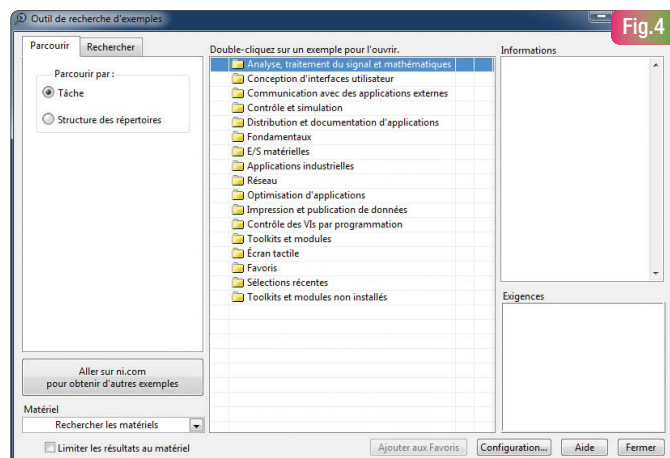 Outil de recherche d'exemples
Fig.4
Parcourir
Rechercher
Parcourir par :
Tâche
Structure des répertoires
Aller sur ni.com
pour obtenir d'autres exemples
Matériel
Rechercher les matériels
Limiter les résultats au matériel
Double-cliquez sur un exemple pour l'ouvrir.
Analyse, traitement du signal et mathématiques
Conception d'interfaces utilisateur
Communication avec des applications externes
Contrôle et simulation
Distribution et documentation d'applications
Fondamentaux
E/S matérielles
Applications industrielles
Réseau
Optimisation d'applications
Impression et publication de données
Contrôle des VIs par programmation
Toolkits et modules
Écran tactile
Favoris
Sélections récentes
Toolkits et modules non installés
Informations
Exigences
Ajouter aux Favoris
Configuration...
Aide
Fermer